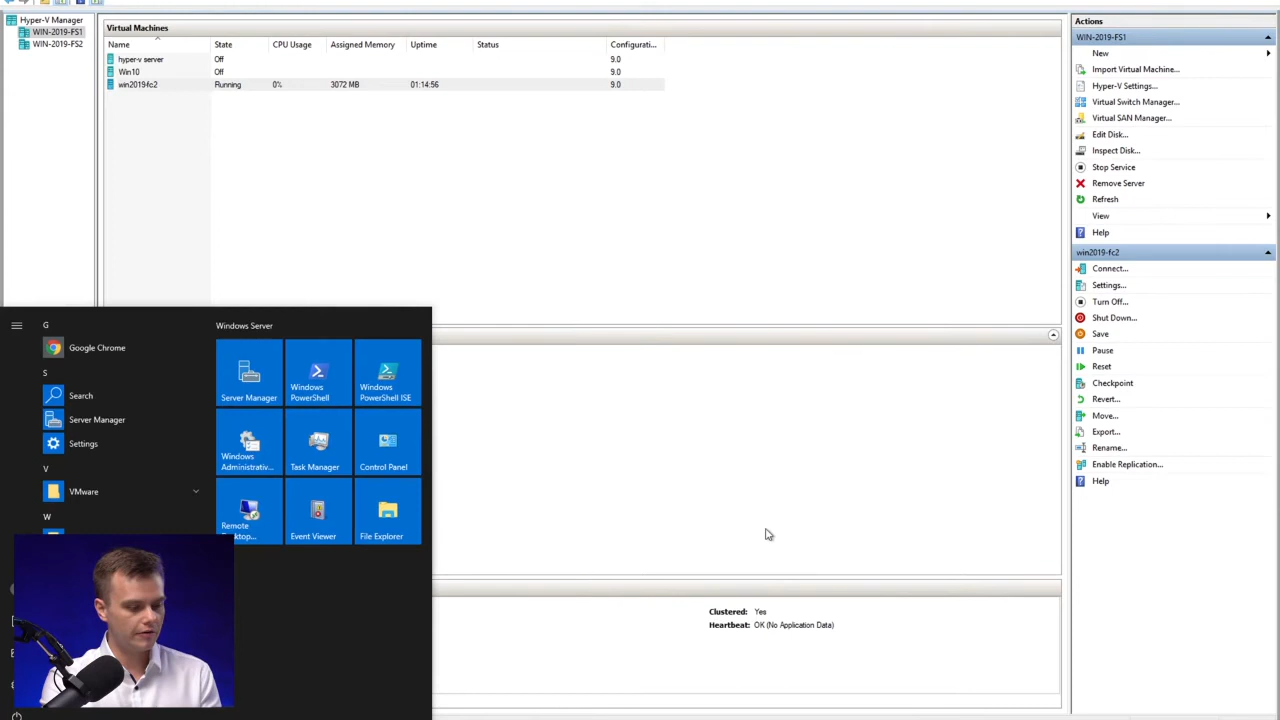 Hyper-V Manager
WIN-2019-FS1
WIN-2019-FS2
Virtual Machines
Name State CPU Usage Assigned Memory Uptime Status Configurati...
hyper-v server Off 9.0
Win10 Off 9.0
win2019-fc2 Running 0% 3072 MB 01:14:56 9.0
Clustered: Yes
Heartbeat: OK (No Application Data)
Actions
WIN-2019-FS1
New
Import Virtual Machine...
Hyper-V Settings...
Virtual Switch Manager...
Virtual SAN Manager...
Edit Disk...
Inspect Disk...
Stop Service
Remove Server
Refresh
View
Help
win2019-fc2
Connect...
Settings...
Turn Off...
Shut Down...
Save
Pause
Reset
Checkpoint
Revert...
Move...
Export...
Rename...
Enable Replication...
Help
G
Google Chrome
S
Search
Server Manager
Settings
V
VMware
W
Windows Server
Server Manager
Windows
PowerShell
Windows
PowerShell ISE
Windows
Administrativ...
Task Manager
Control Panel
Remote
Event Viewer
File Explorer